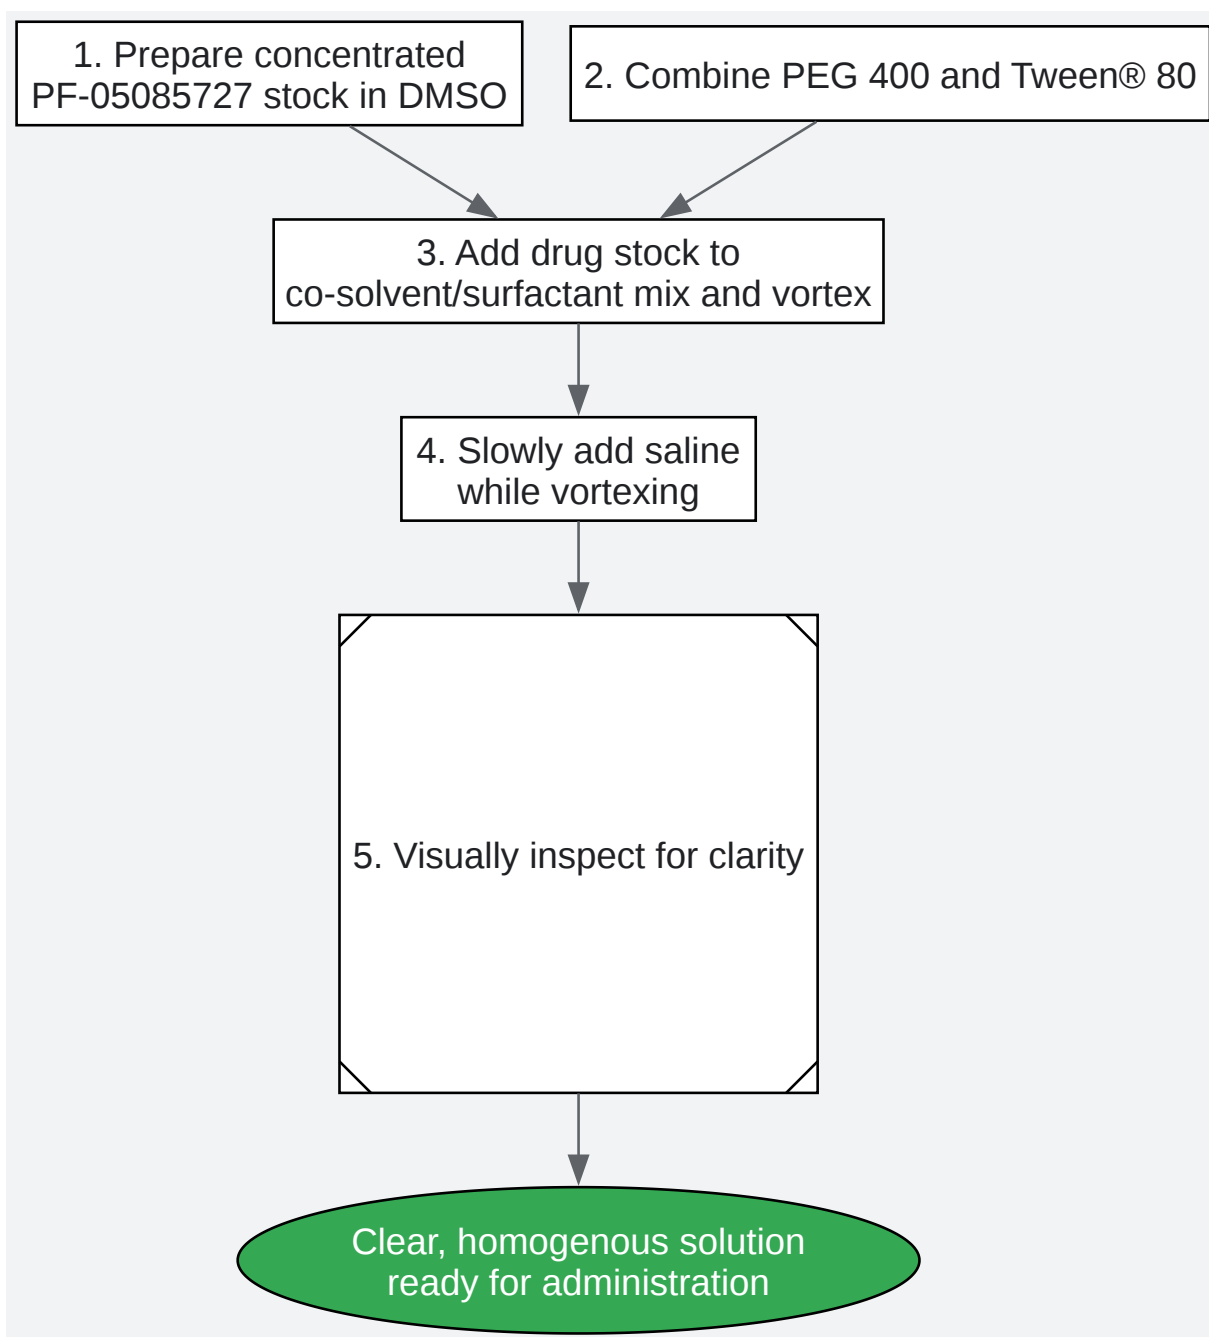 1. Prepare concentrated
PF-05085727 stock in DMSO
2. Combine PEG 400 and Tween® 80
3. Add drug stock to
co-solvent/surfactant mix and vortex
4. Slowly add saline
while vortexing
5. Visually inspect for clarity
Clear, homogenous solution
ready for administration